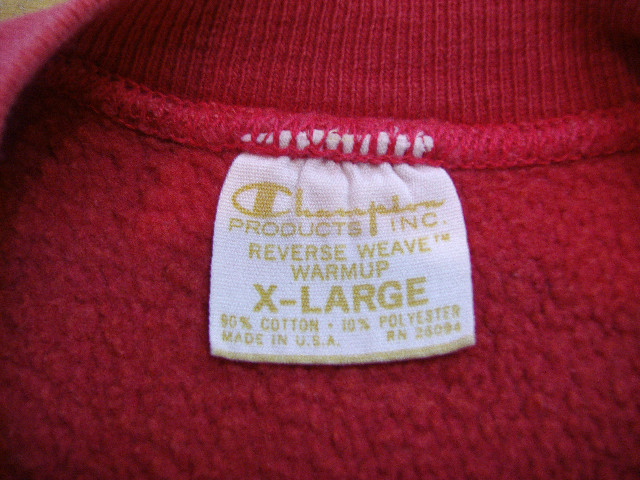 Champion
PRODUCTS INC.
REVERSE WEAVE™
WARMUP
X-LARGE
90% COTTON · 10% POLYESTER
MADE IN U.S.A. RN 26094